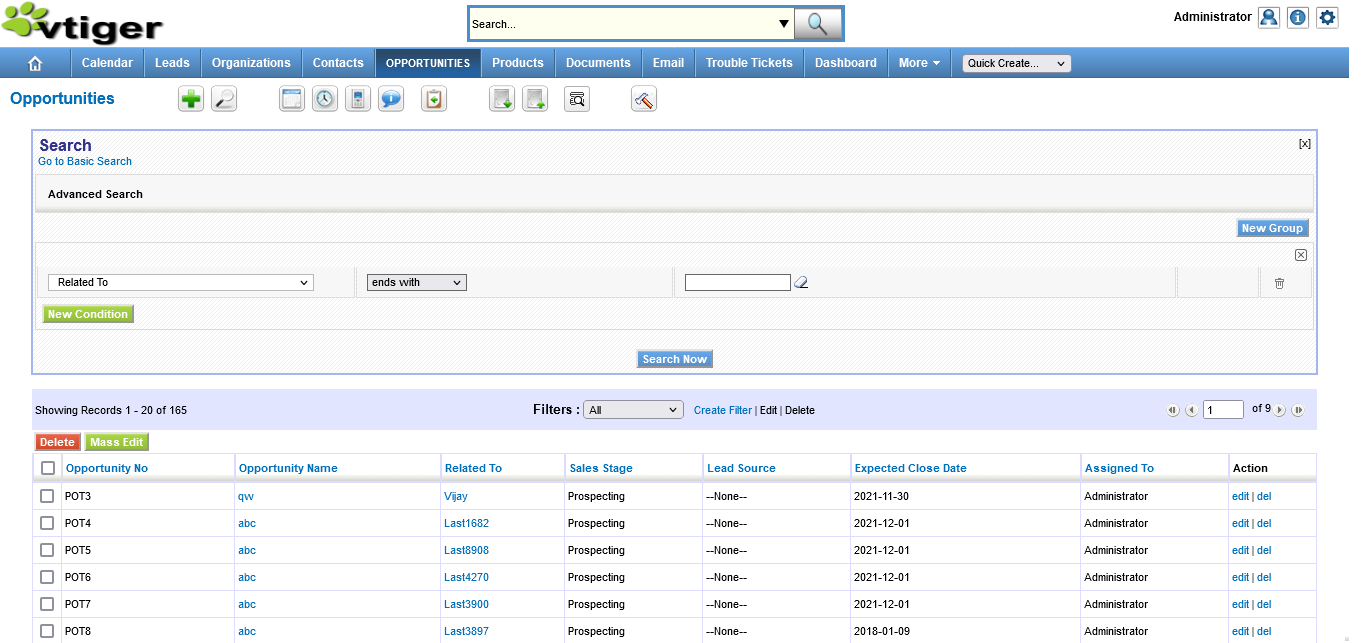 vtiger
Search...
Administrator
Calendar Leads Organizations Contacts OPPORTUNITIES Products Documents Email Trouble Tickets Dashboard More Quick Create...
Opportunities
Search [x]
Go to Basic Search
Advanced Search
New Group
Related To ends with
New Condition
Search Now
Showing Records 1 - 20 of 165 Filters : All Create Filter | Edit | Delete 1 of 9
Delete Mass Edit
Opportunity No Opportunity Name Related To Sales Stage Lead Source Expected Close Date Assigned To Action
POT3 qw Vijay Prospecting --None-- 2021-11-30 Administrator edit | del
POT4 abc Last1682 Prospecting --None-- 2021-12-01 Administrator edit | del
POT5 abc Last8908 Prospecting --None-- 2021-12-01 Administrator edit | del
POT6 abc Last4270 Prospecting --None-- 2021-12-01 Administrator edit | del
POT7 abc Last3900 Prospecting --None-- 2021-12-01 Administrator edit | del
POT8 abc Last3897 Prospecting --None-- 2018-01-09 Administrator edit | del